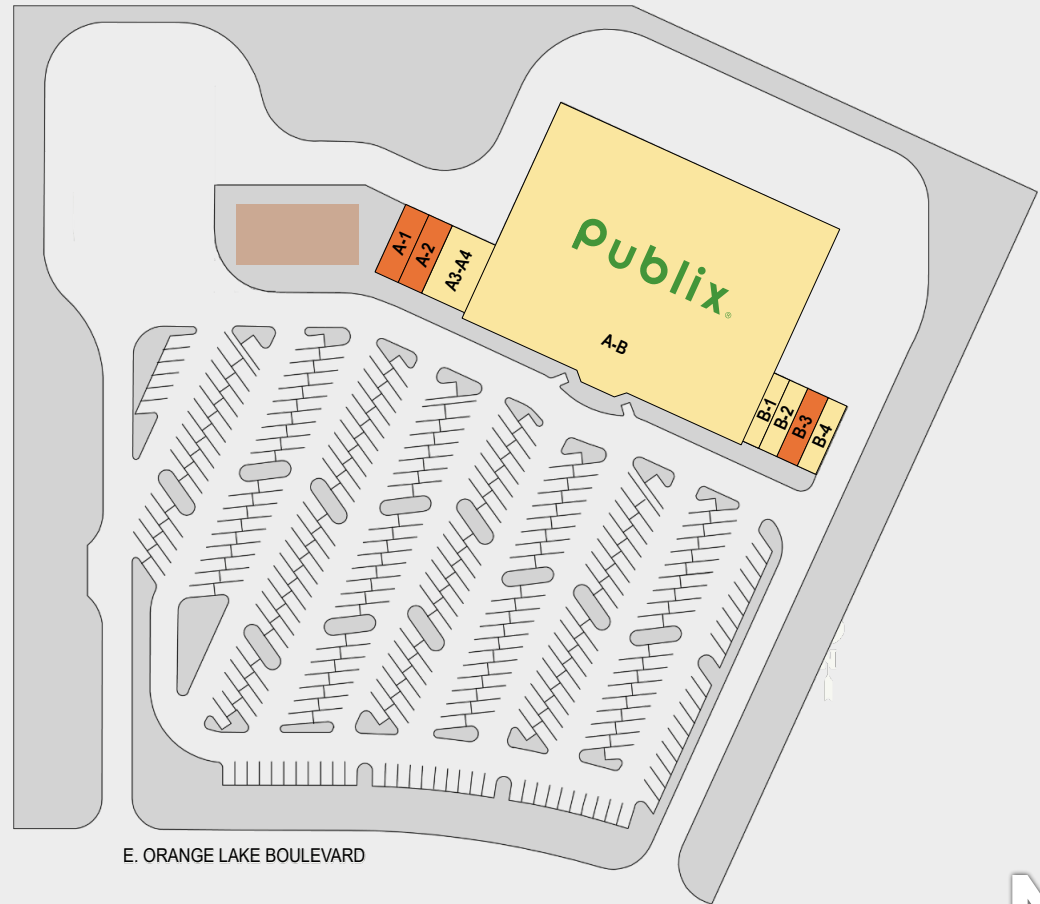 publix®
A-1
A-2
A3-A4
A-B
B-1
B-2
B-3
B-4
E. ORANGE LAKE BOULEVARD